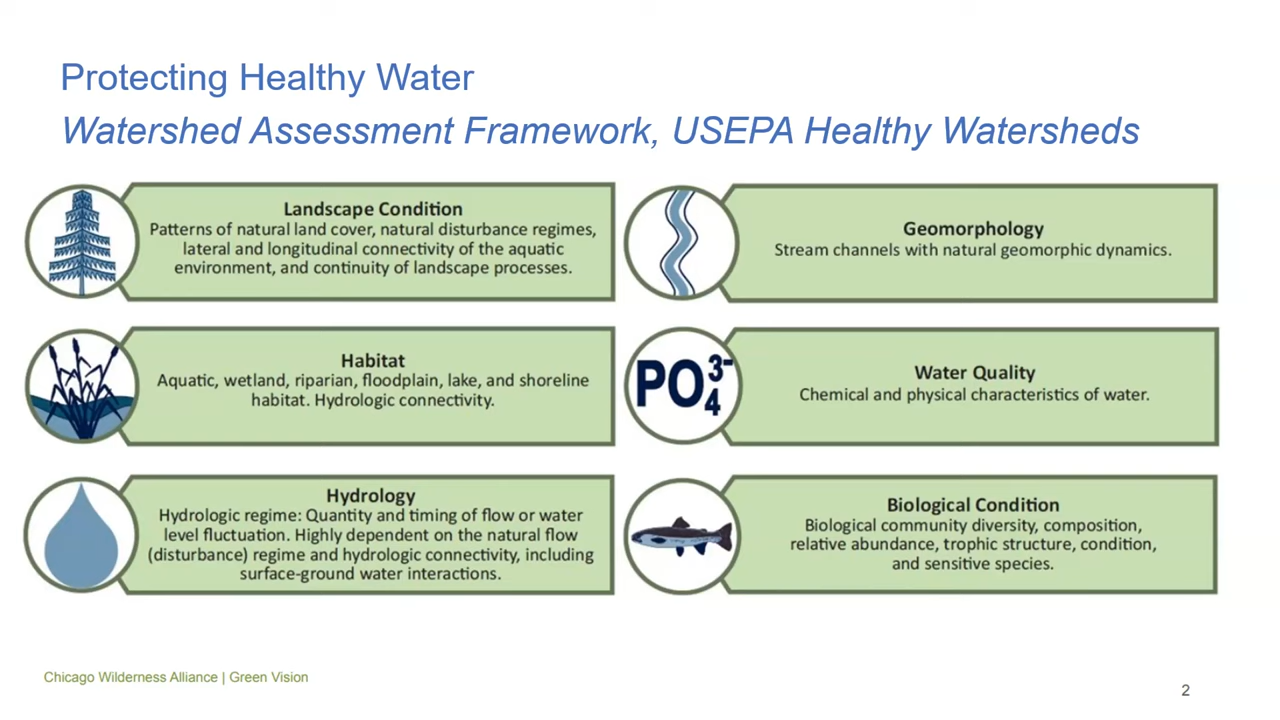 Protecting Healthy Water
Watershed Assessment Framework, USEPA Healthy Watersheds
Landscape Condition
Patterns of natural land cover, natural disturbance regimes,
lateral and longitudinal connectivity of the aquatic
environment, and continuity of landscape processes.
Geomorphology
Stream channels with natural geomorphic dynamics.
Habitat
Aquatic, wetland, riparian, floodplain, lake, and shoreline
habitat. Hydrologic connectivity.
PO₄³⁻
Water Quality
Chemical and physical characteristics of water.
Hydrology
Hydrologic regime: Quantity and timing of flow or water
level fluctuation. Highly dependent on the natural flow
(disturbance) regime and hydrologic connectivity, including
surface-ground water interactions.
Biological Condition
Biological community diversity, composition,
relative abundance, trophic structure, condition,
and sensitive species.
Chicago Wilderness Alliance | Green Vision
2